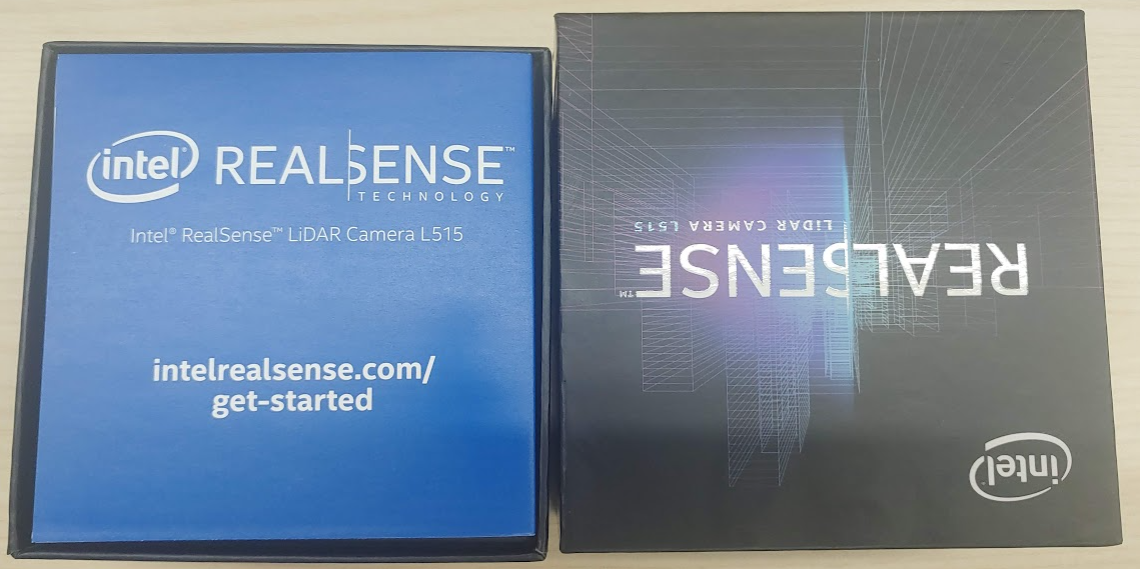 intel® REALSENSE™
TECHNOLOGY
Intel® RealSense™ LiDAR Camera L515
intelrealsense.com/
get-started
intel
REALSENSE™
LiDAR CAMERA L515